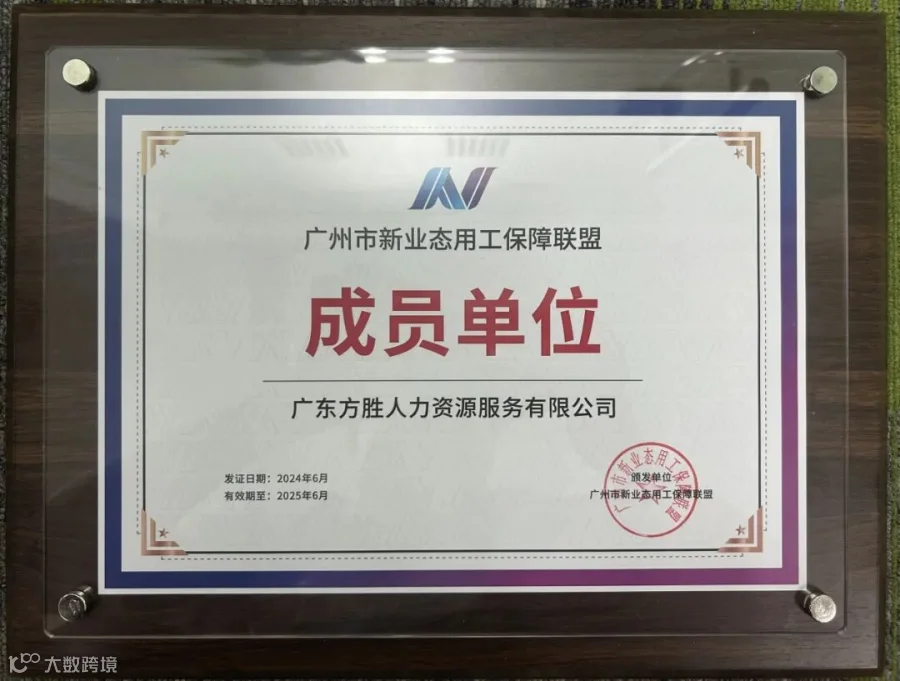 广州市新业态用工保障联盟
成员单位
广东方胜人力资源服务有限公司
发证日期：2024年6月
有效期至：2025年6月
颁发单位
广州市新业态用工保障联盟
广州市新业态用工保障联盟
大数跨境